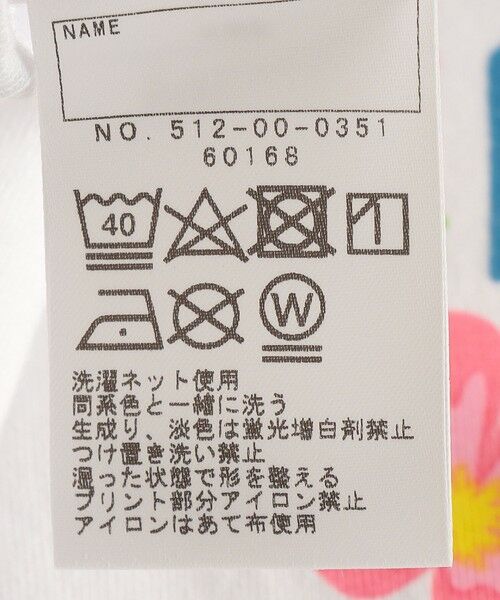 NAME
NO. 512-00-0351
60168
40
W
洗濯ネット使用
同系色と一緒に洗う
生成り、淡色は蛍光増白剤禁止
つけ置き洗い禁止
湿った状態で形を整える
プリント部分アイロン禁止
アイロンはあて布使用